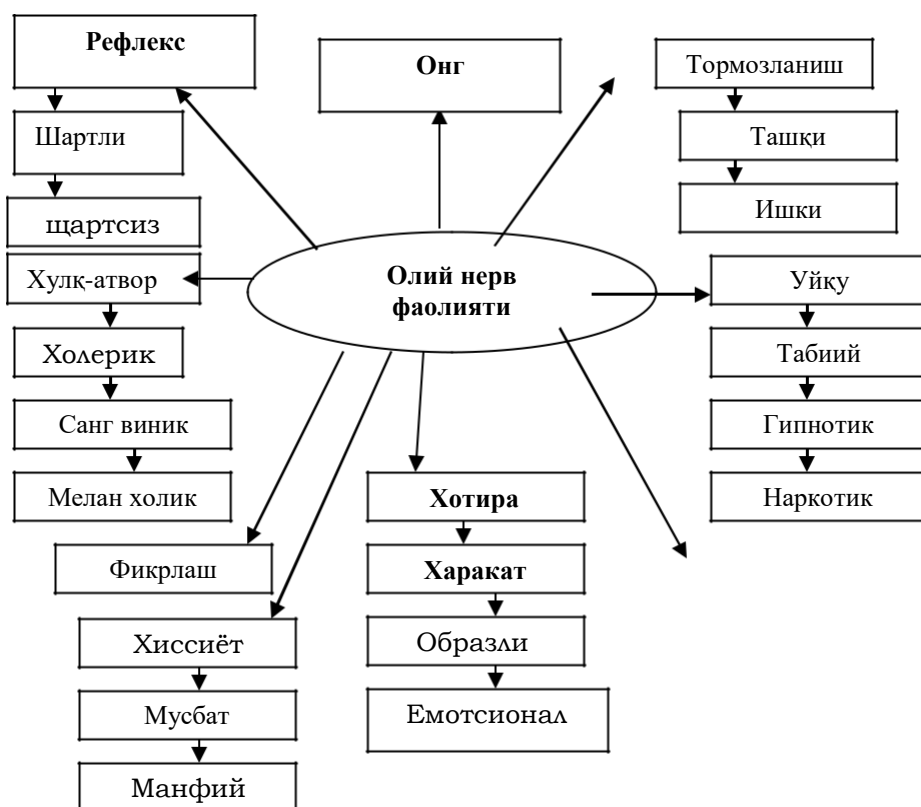 Рефлекс
Шартли
щартсиз
Хулқ-атвор
Холерик
Санг виник
Мелан холик
Фикрлаш
Хиссиёт
Мусбат
Манфий
Онг
Олий нерв
фаолияти
Хотира
Харакат
Образли
Емотсионал
Тормозланиш
Ташқи
Ишки
Уйқу
Табиий
Гипнотик
Наркотик